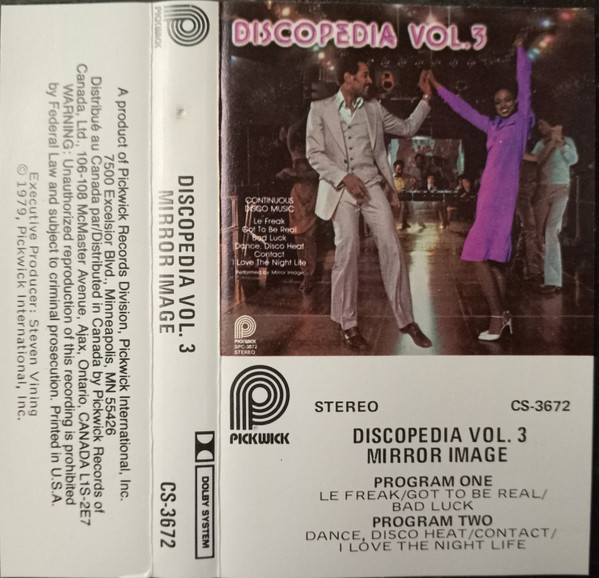 PICKWICK
A product of Pickwick Records Division, Pickwick International, Inc.
7500 Excelsior Blvd., Minneapolis, MN 55426
Distribué au Canada par/Distributed in Canada by Pickwick Records of
Canada, Ltd., 106-108 McMaster Avenue, Ajax, Ontario, CANADA L1S-2E7
WARNING: Unauthorized reproduction of this recording is prohibited
by Federal Law and subject to criminal prosecution. Printed in U.S.A.
Executive Producer: Steven Vining
© 1979, Pickwick International, Inc.
DISCOPEDIA VOL. 3
MIRROR IMAGE
DOLBY SYSTEM
CS-3672
DISCOPEDIA VOL.3
CONTINUOUS
DISCO MUSIC
Le Freak
Got To Be Real
Bad Luck
Dance, Disco Heat
Contact
I Love The Night Life
Performed by Mirror Image
PICKWICK
SPC-3672
STEREO
PICKWICK
STEREO
CS-3672
DISCOPEDIA VOL. 3
MIRROR IMAGE
PROGRAM ONE
LE FREAK/GOT TO BE REAL/
BAD LUCK
PROGRAM TWO
DANCE, DISCO HEAT/CONTACT/
I LOVE THE NIGHT LIFE